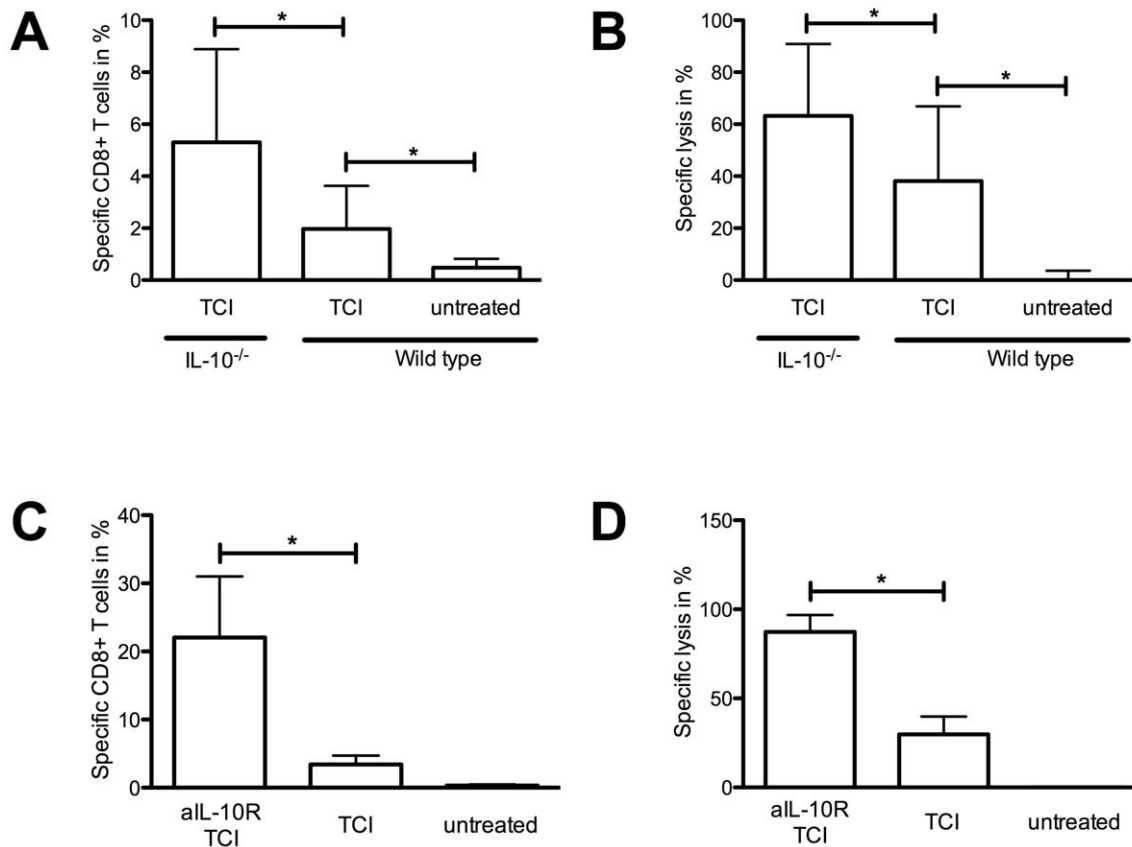 A
Specific CD8+ T cells in %
10
8
6
4
2
0
*
*
TCI
TCI
untreated
IL-10-/-
Wild type
B
Specific lysis in %
100
80
60
40
20
0
*
*
TCI
TCI
untreated
IL-10-/-
Wild type
C
Specific CD8+ T cells in %
40
30
20
10
0
*
aIL-10R
TCI
TCI
untreated
D
Specific lysis in %
150
100
50
0
*
aIL-10R
TCI
TCI
untreated